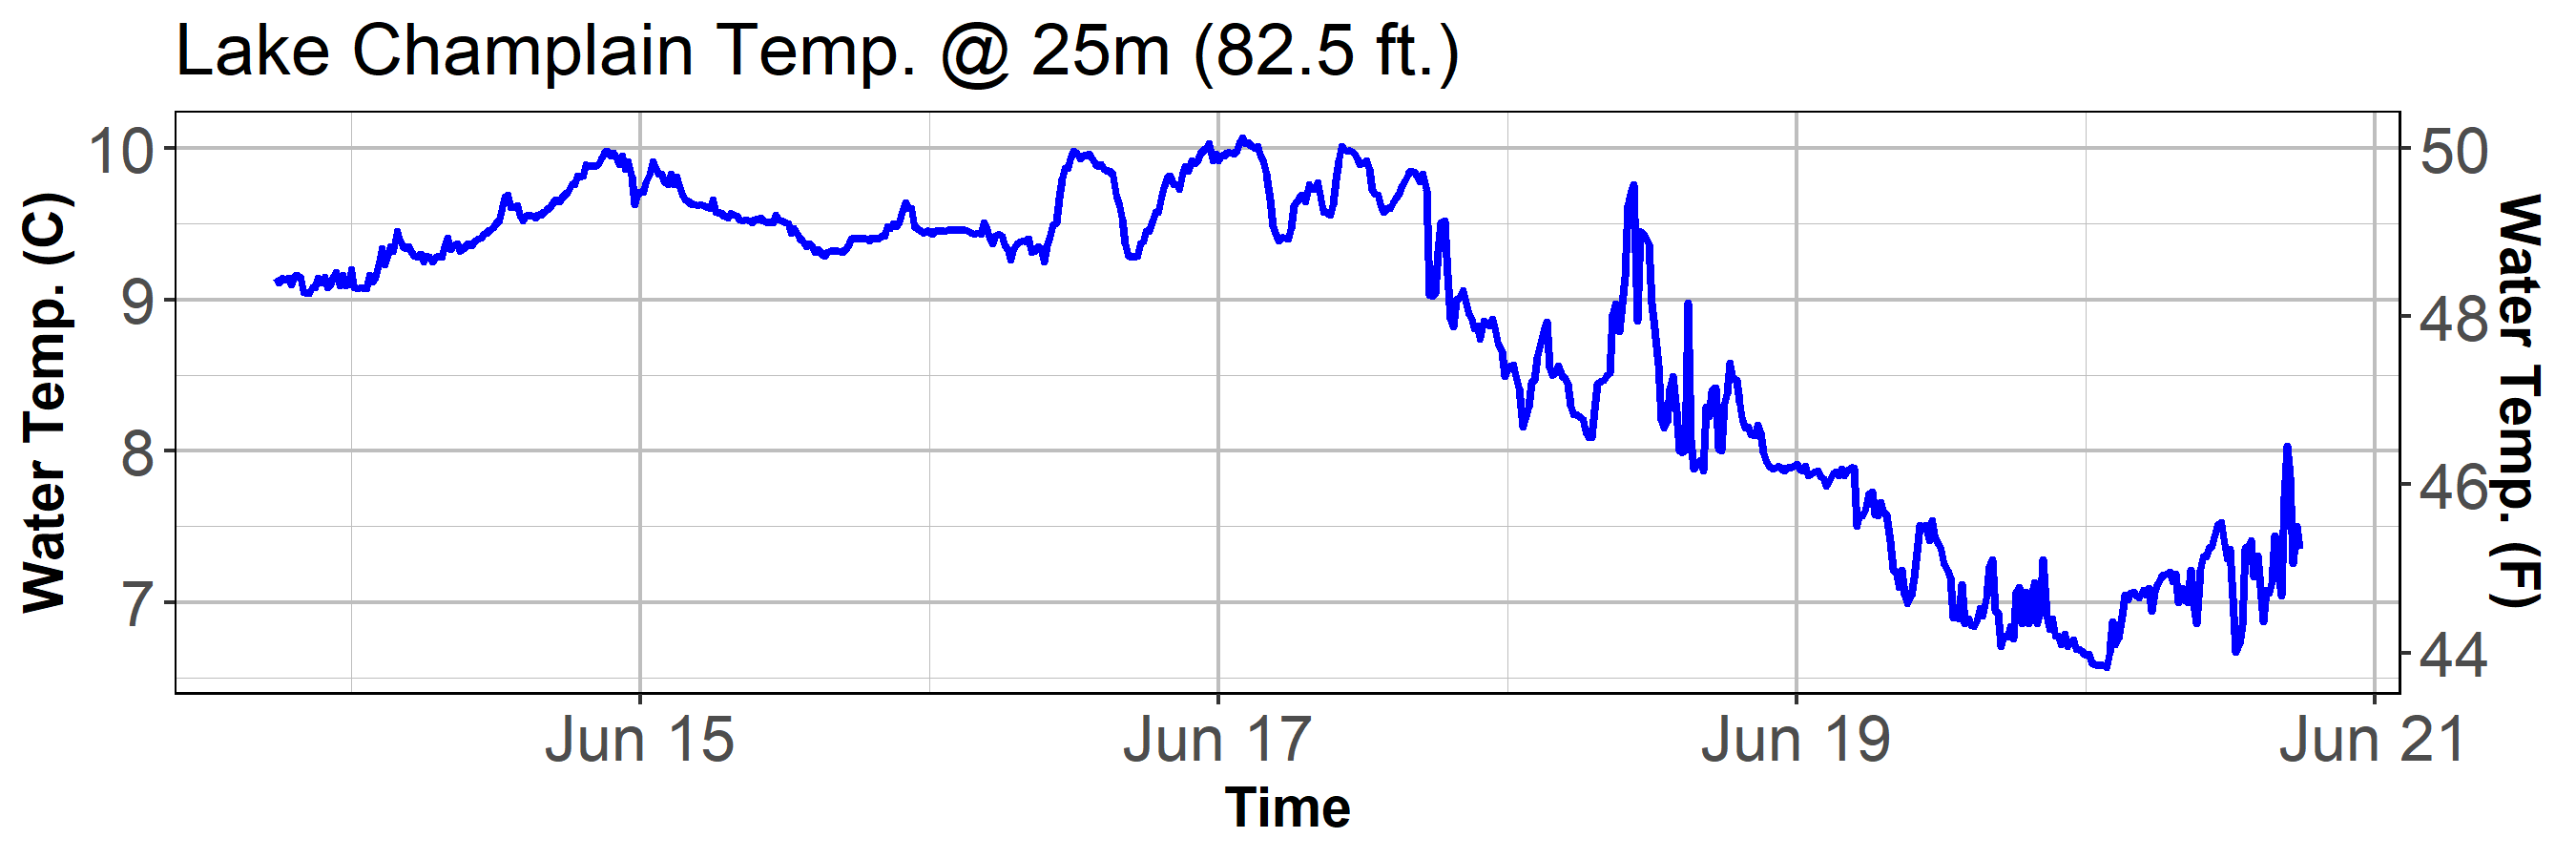 Lake Champlain Temp. @ 25m (82.5 ft.)
Water Temp. (C)
10
9
8
7
50
48
46
44
Water Temp. (F)
Jun 15
Jun 17
Jun 19
Jun 21
Time